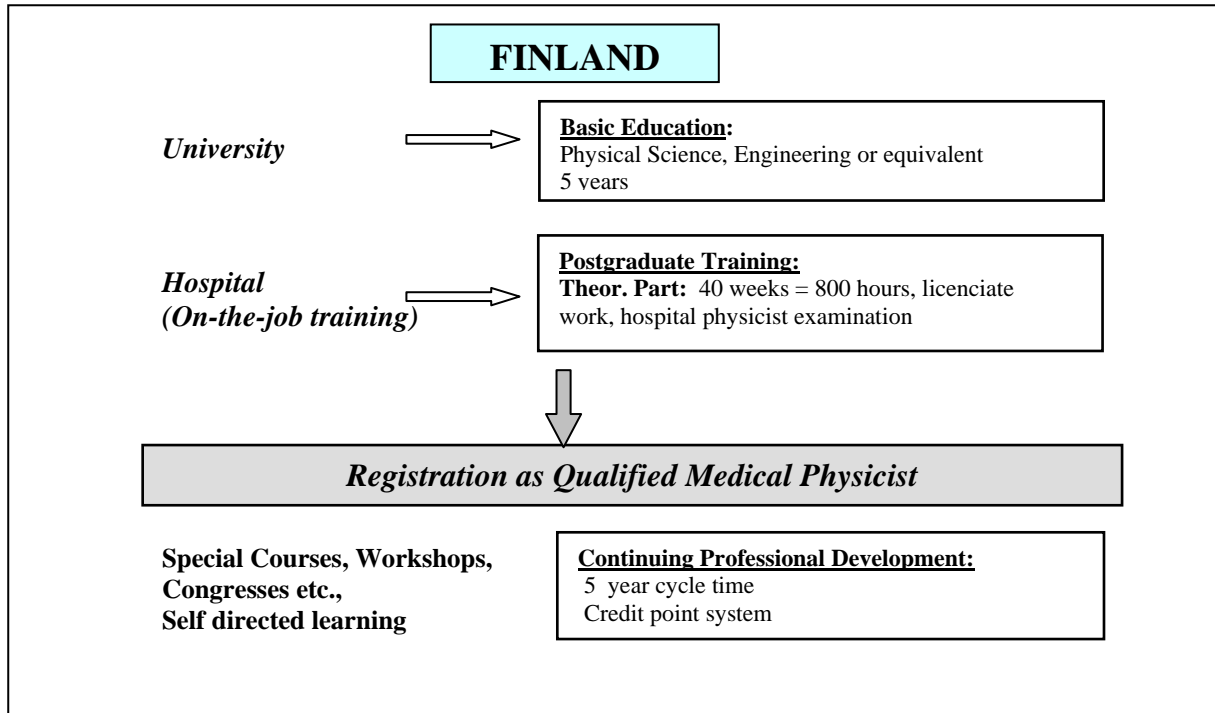 FINLAND
University
Basic Education:
Physical Science, Engineering or equivalent
5 years
Hospital
(On-the-job training)
Postgraduate Training:
Theor. Part: 40 weeks = 800 hours, licenciate
work, hospital physicist examination
Registration as Qualified Medical Physicist
Special Courses, Workshops,
Congresses etc.,
Self directed learning
Continuing Professional Development:
5 year cycle time
Credit point system